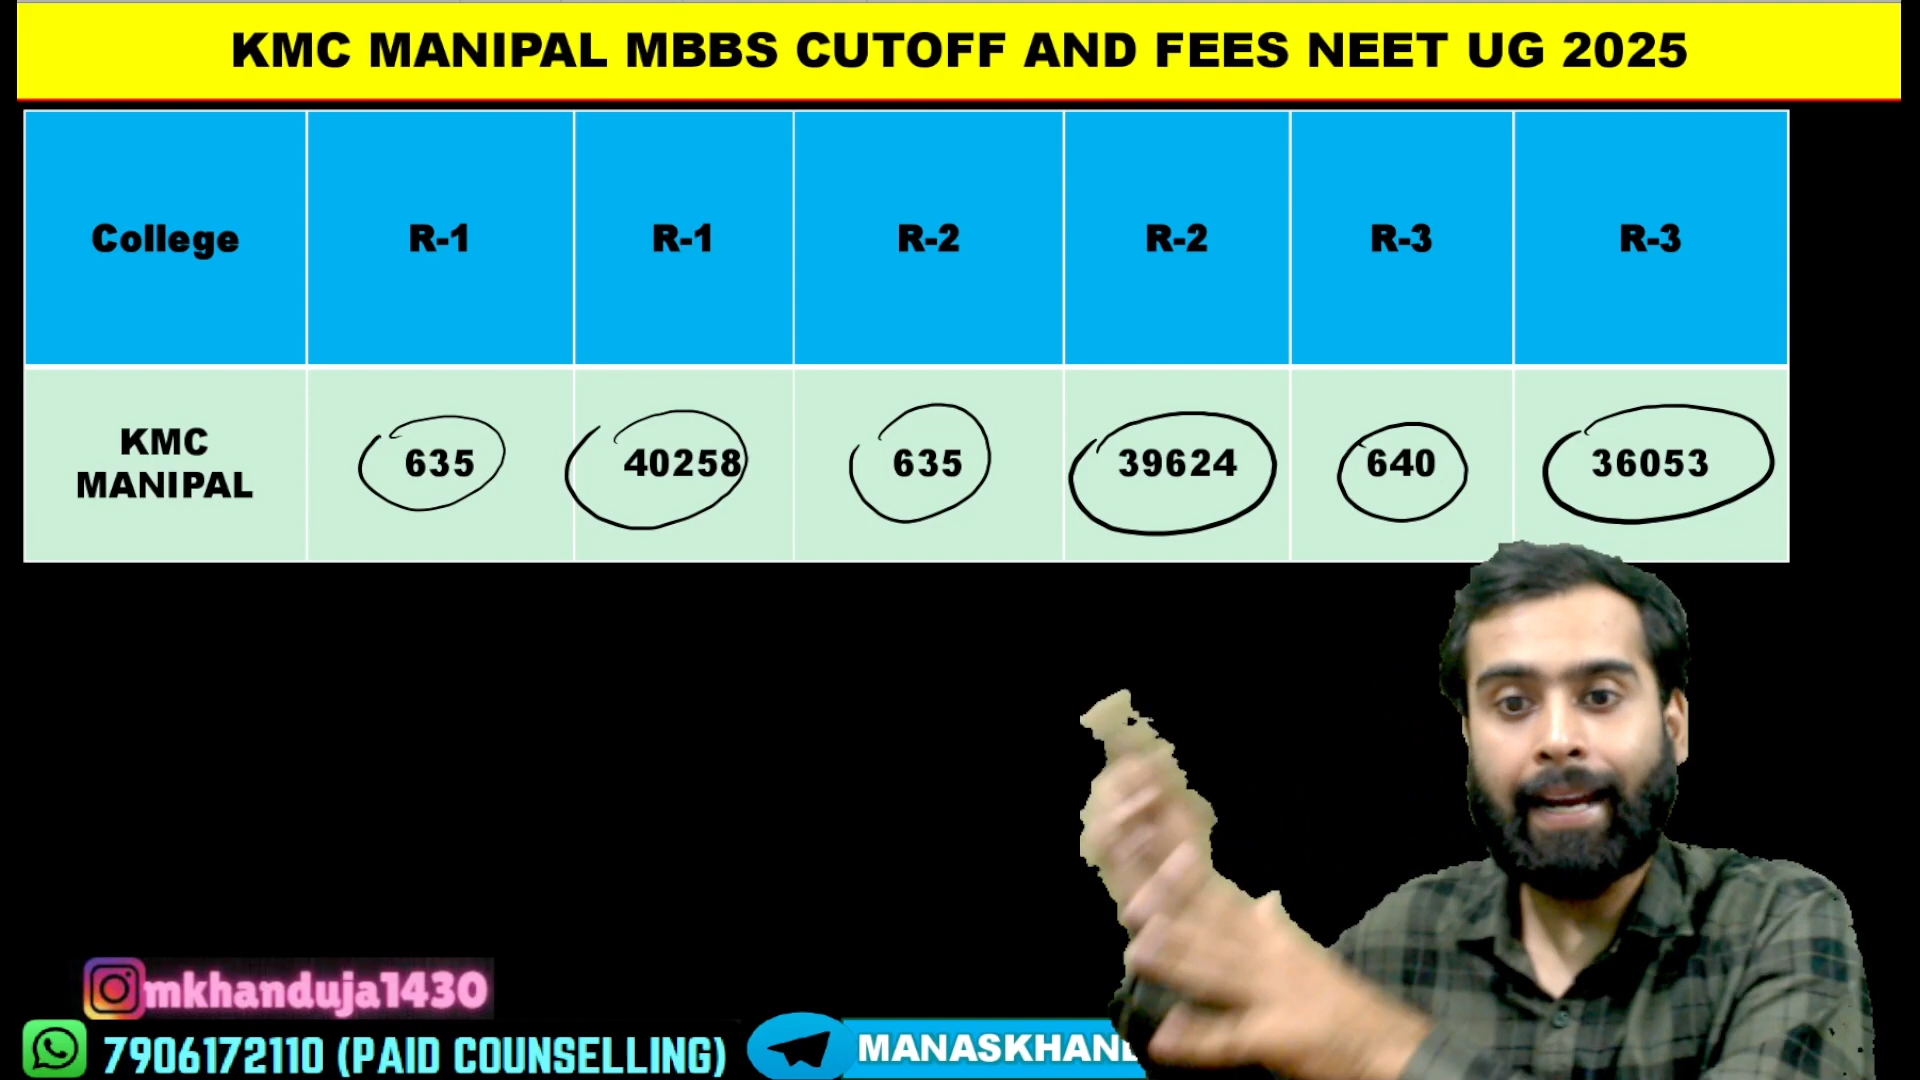 KMC MANIPAL MBBS CUTOFF AND FEES NEET UG 2025
College R-1 R-1 R-2 R-2 R-3 R-3
KMC MANIPAL 635 40258 635 39624 640 36053
mkhanduja1430
7906172110 (PAID COUNSELLING)